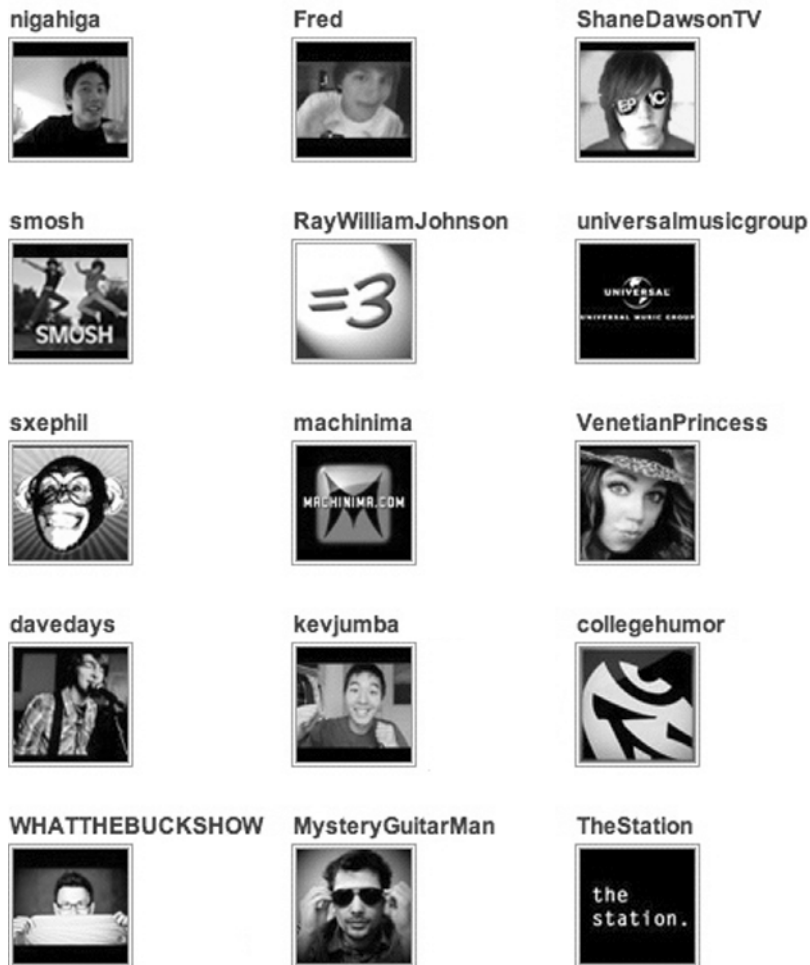 nigahiga
Fred
ShaneDawsonTV
EPIC
smosh
RayWilliamJohnson
universalmusicgroup
SMOSH
=3
UNIVERSAL
UNIVERSAL MUSIC GROUP
sxephil
machinima
VenetianPrincess
MACHINIMA.COM
davedays
kevjumba
collegehumor
WHATTHEBUCKSHOW
MysteryGuitarMan
TheStation
the
station.